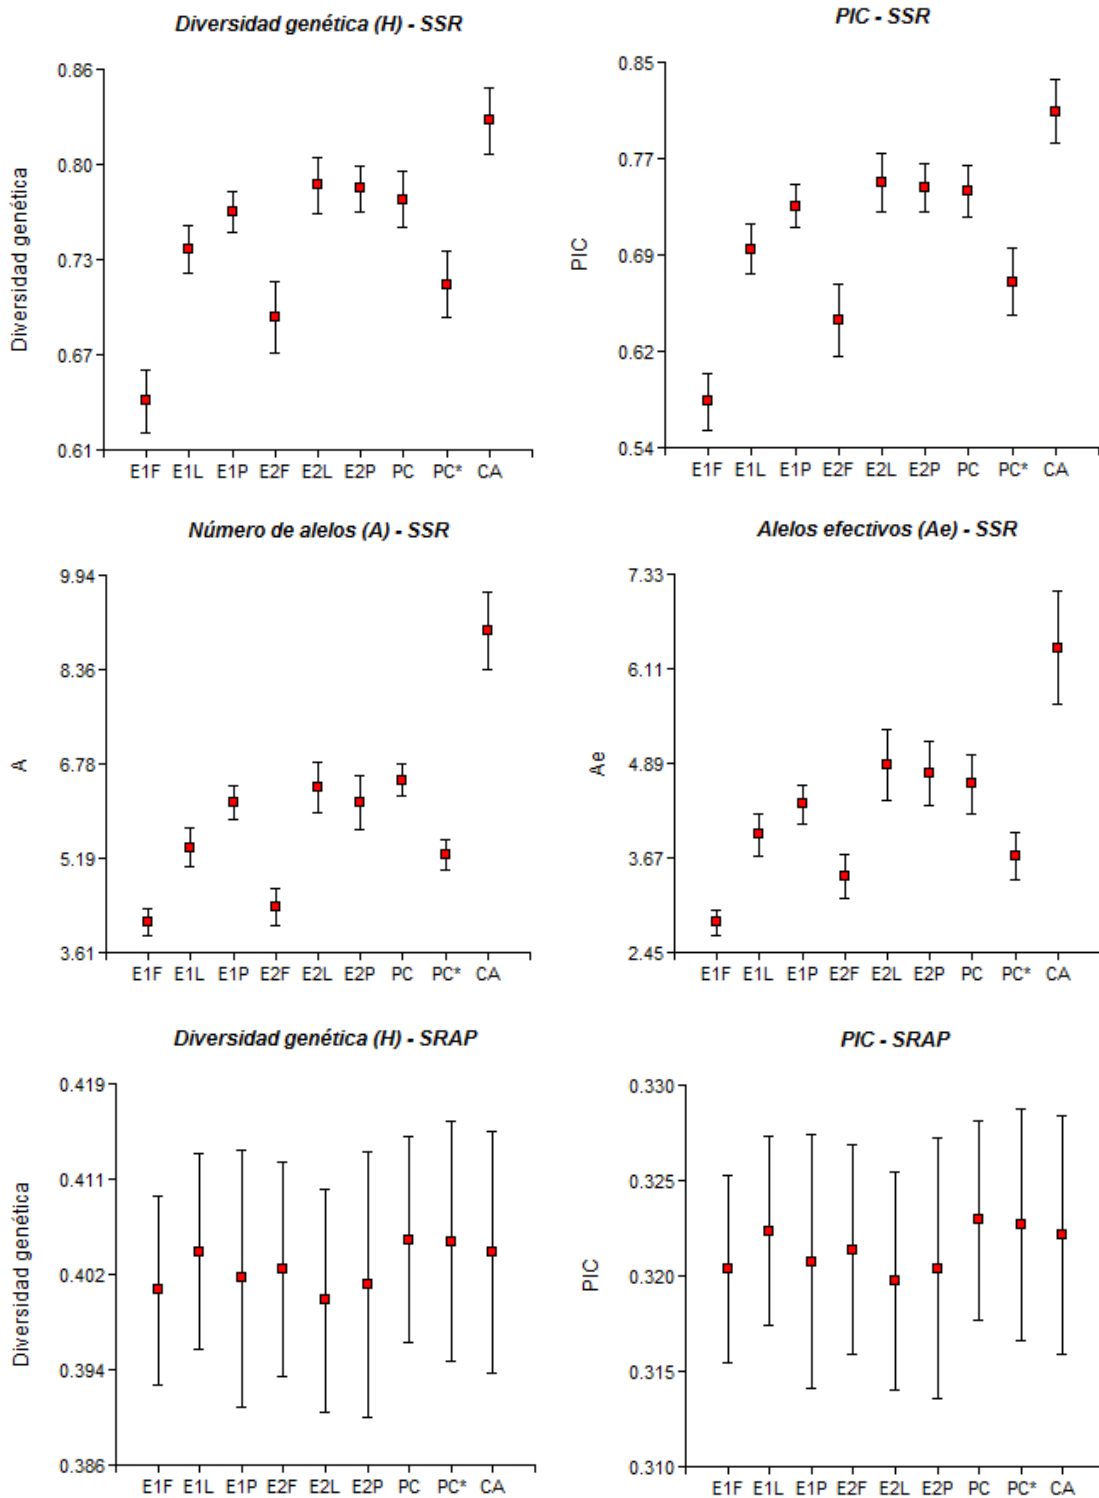 Diversidad genética (H) - SSR
Diversidad genética
0.86
0.80
0.73
0.67
0.61
E1F E1L E1P E2F E2L E2P PC PC* CA
PIC - SSR
PIC
0.85
0.77
0.69
0.62
0.54
E1F E1L E1P E2F E2L E2P PC PC* CA
Número de alelos (A) - SSR
A
9.94
8.36
6.78
5.19
3.61
E1F E1L E1P E2F E2L E2P PC PC* CA
Alelos efectivos (Ae) - SSR
Ae
7.33
6.11
4.89
3.67
2.45
E1F E1L E1P E2F E2L E2P PC PC* CA
Diversidad genética (H) - SRAP
Diversidad genética
0.419
0.411
0.402
0.394
0.386
E1F E1L E1P E2F E2L E2P PC PC* CA
PIC - SRAP
PIC
0.330
0.325
0.320
0.315
0.310
E1F E1L E1P E2F E2L E2P PC PC* CA